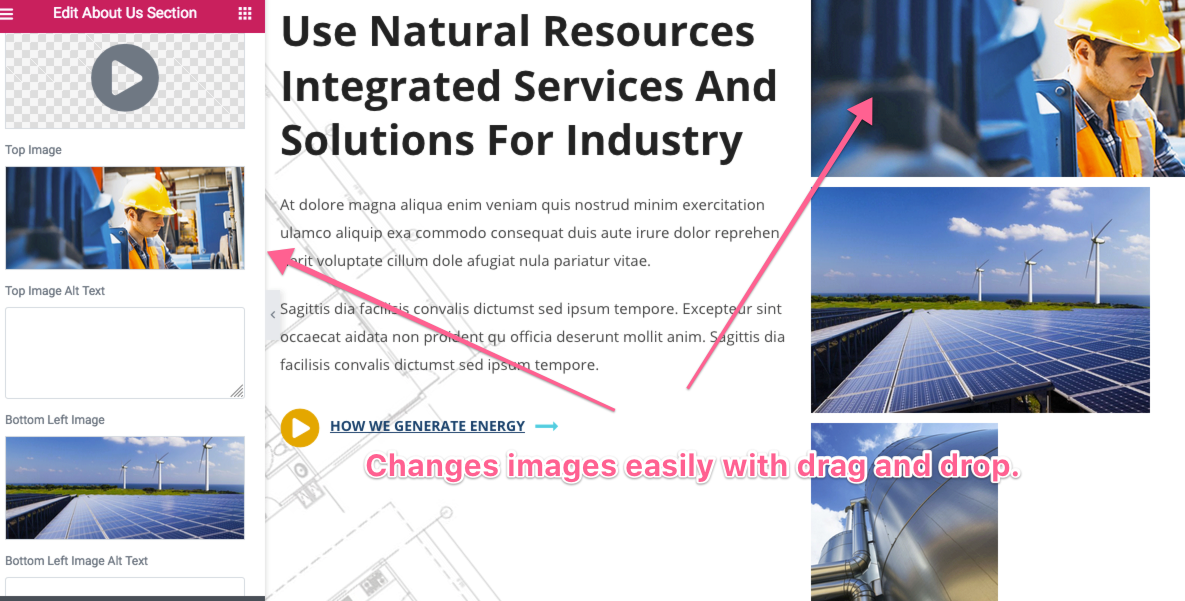 Edit About Us Section
Top Image
Top Image Alt Text
Bottom Left Image
Bottom Left Image Alt Text
Use Natural Resources
Integrated Services And
Solutions For Industry
At dolore magna aliqua enim veniam quis nostrud minim exercitation
ulamco aliquip exa commodo consequat duis aute irure dolor reprehen
voluptate cillum dole afugiat nula pariatur vitae.
Sagittis dia facilisis convalis dictumst sed ipsum tempore. Excepteur sint
occaecat aidata non proident qu officia deserunt mollit anim. Sagittis dia
facilisis convalis dictumst sed ipsum tempore.
HOW WE GENERATE ENERGY
Changes images easily with drag and drop.